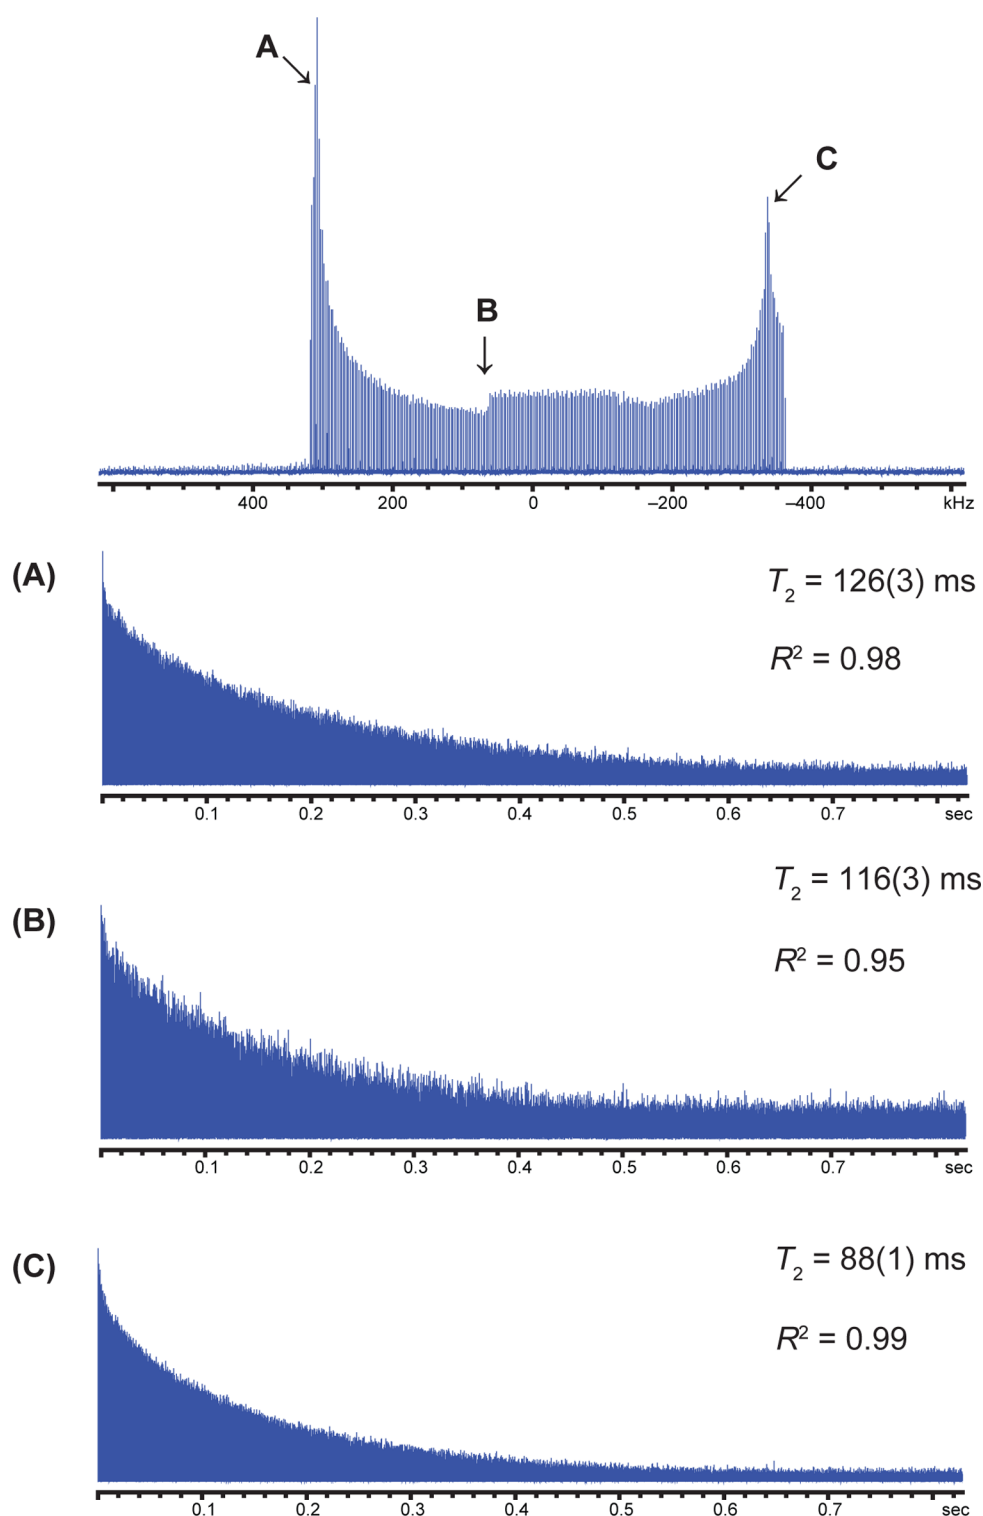 A
C
B
400 200 0 –200 –400 kHz
(A)
T2 = 126(3) ms
R2 = 0.98
0.1 0.2 0.3 0.4 0.5 0.6 0.7 sec
T2 = 116(3) ms
(B)
R2 = 0.95
0.1 0.2 0.3 0.4 0.5 0.6 0.7 sec
(C)
T2 = 88(1) ms
R2 = 0.99
0.1 0.2 0.3 0.4 0.5 0.6 0.7 sec